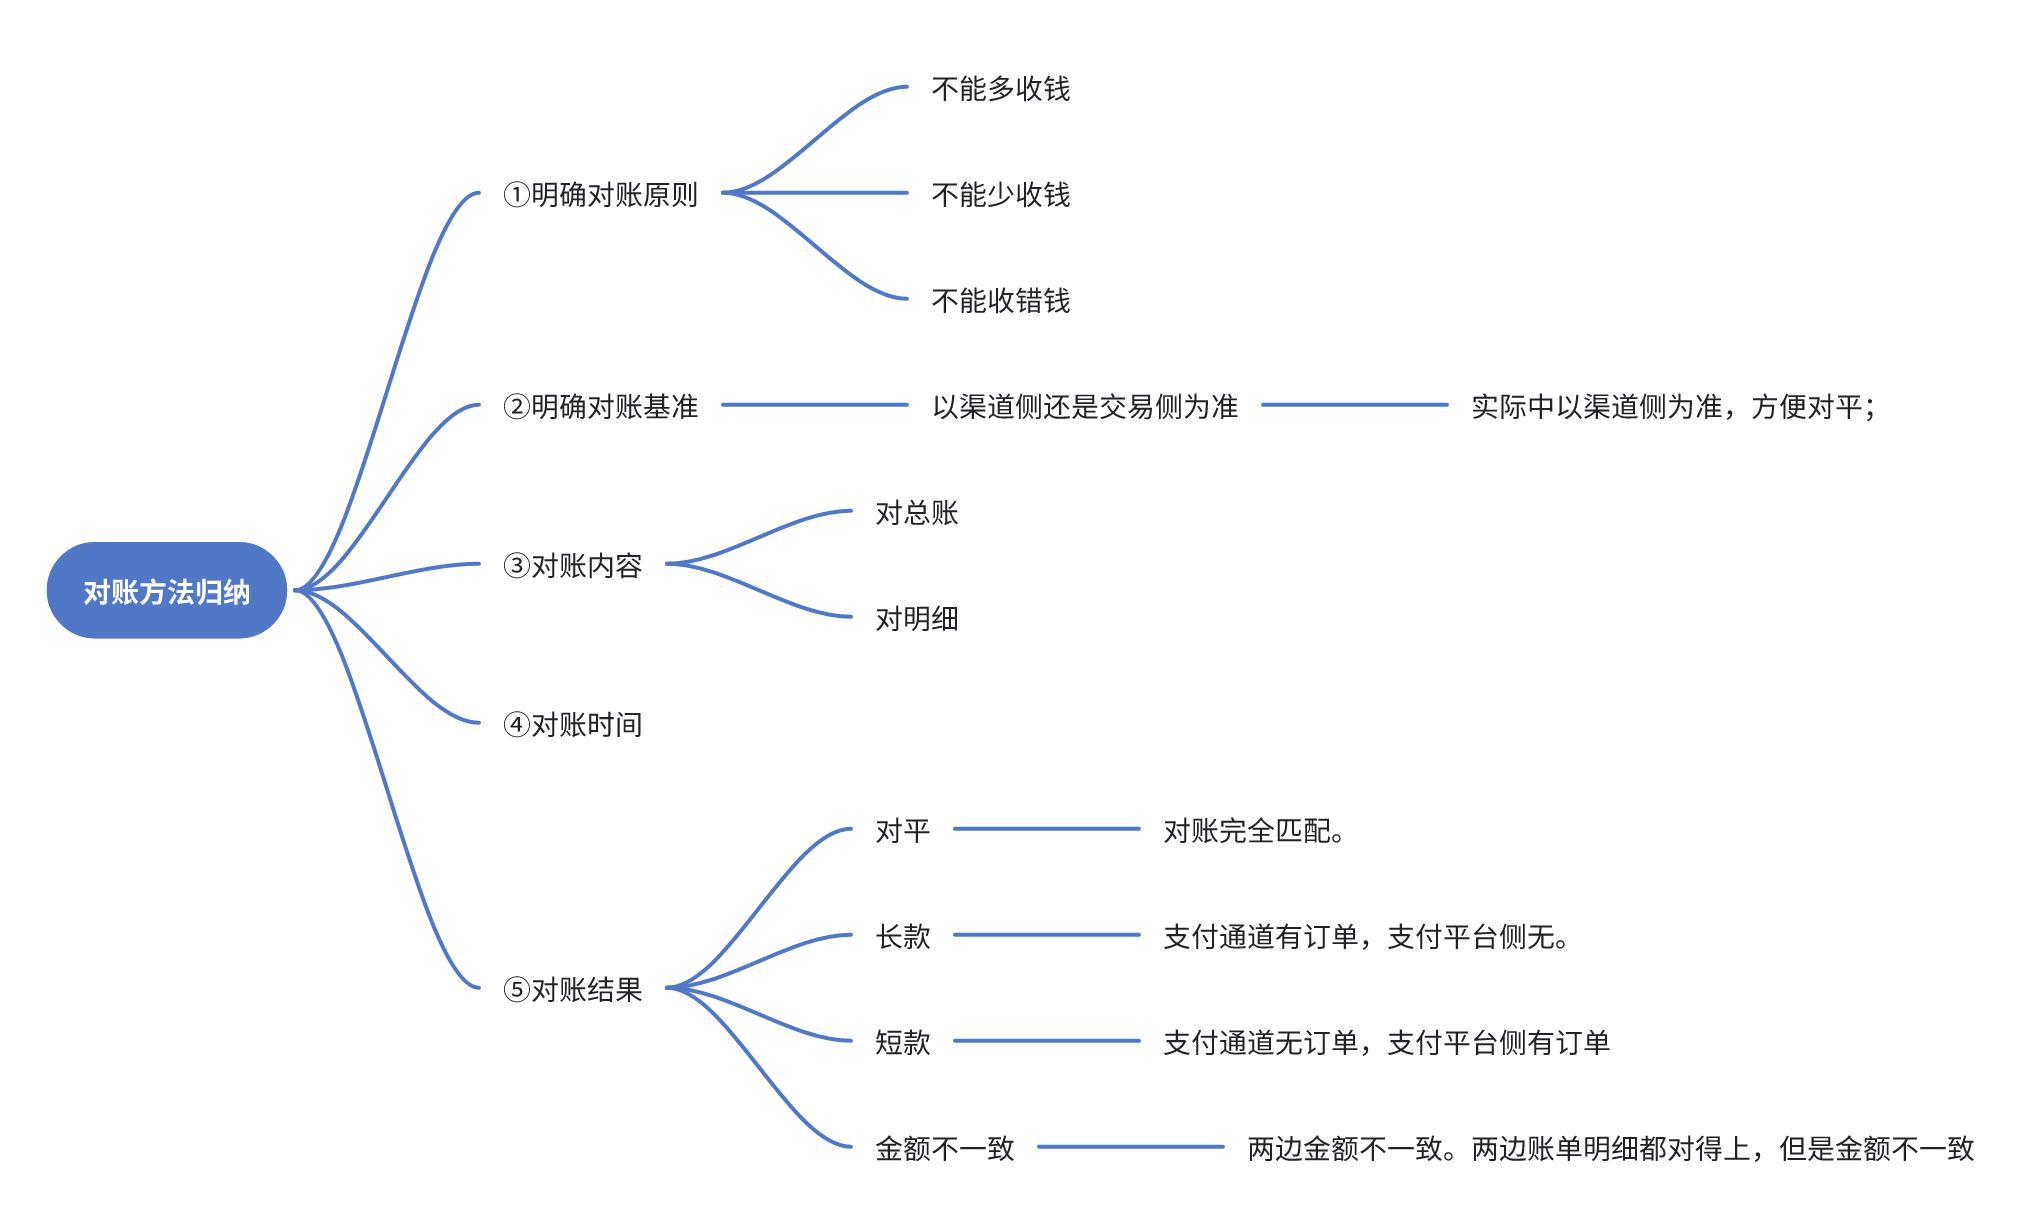 对账方法归纳
①明确对账原则
不能多收钱
不能少收钱
不能收错钱
②明确对账基准
以渠道侧还是交易侧为准
实际中以渠道侧为准，方便对平；
③对账内容
对总账
对明细
④对账时间
⑤对账结果
对平
对账完全匹配。
长款
支付通道有订单，支付平台侧无。
短款
支付通道无订单，支付平台侧有订单
金额不一致
两边金额不一致。两边账单明细都对得上，但是金额不一致